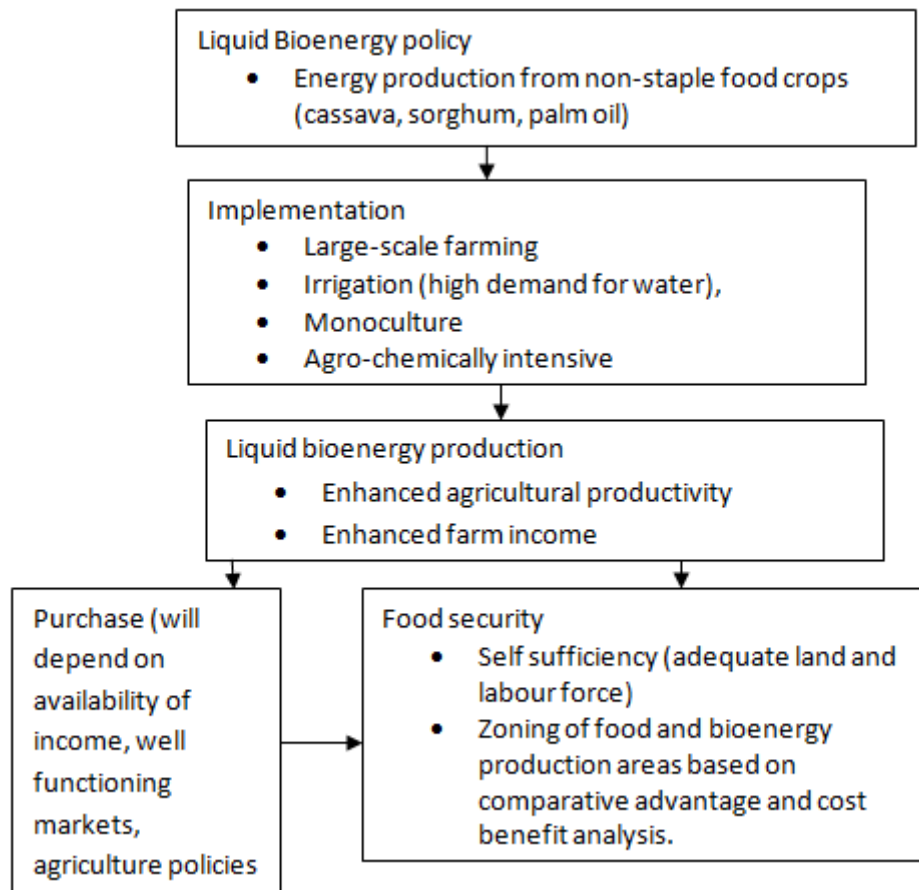 Liquid Bioenergy policy
• Energy production from non-staple food crops
(cassava, sorghum, palm oil)
Implementation
• Large-scale farming
• Irrigation (high demand for water),
• Monoculture
• Agro-chemically intensive
Liquid bioenergy production
• Enhanced agricultural productivity
• Enhanced farm income
Purchase (will
depend on
availability of
income, well
functioning
markets,
agriculture policies
Food security
• Self sufficiency (adequate land and
labour force)
• Zoning of food and bioenergy
production areas based on
comparative advantage and cost
benefit analysis.